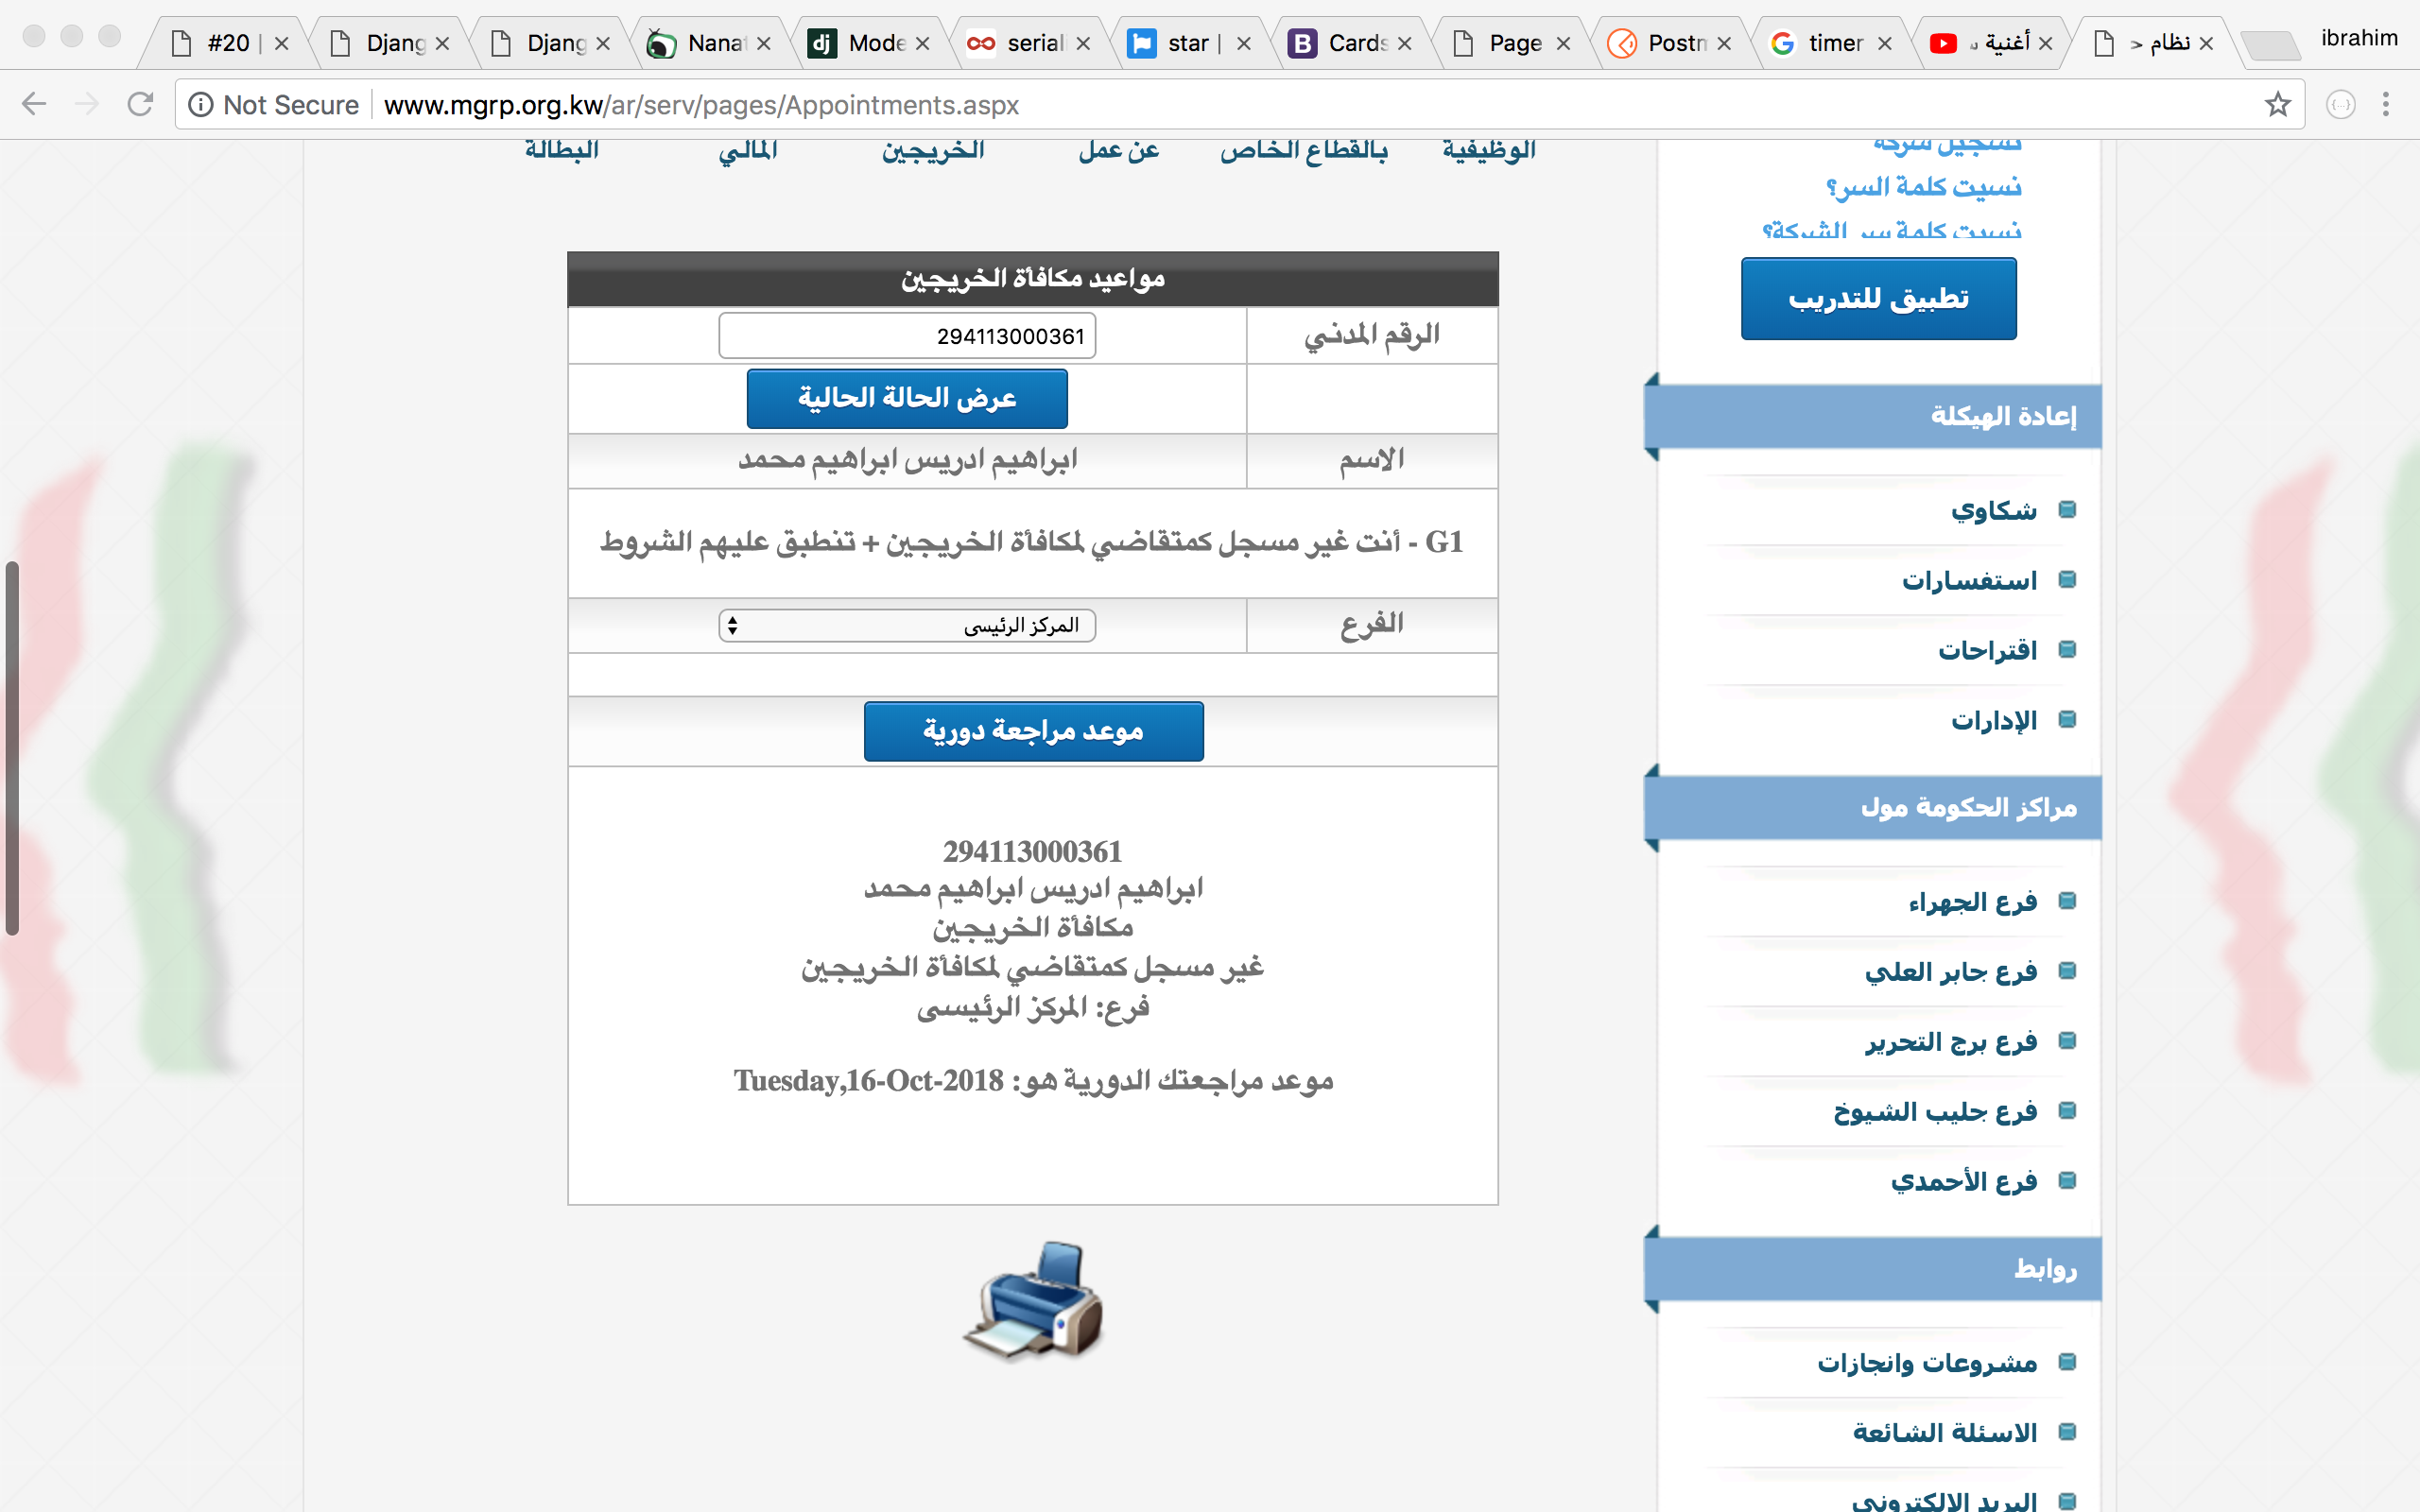 #20 |
Djang
Djang
Nanat
Mode
seriali
star |
Cards
Page
Postm
timer
أغنية
نظام >
ibrahim
Not Secure
www.mgrp.org.kw/ar/serv/pages/Appointments.aspx
الوظيفية
بالقطاع الخاص
عن عمل
الخريجين
المالي
البطالة
تسجيل شركة
نسيت كلمة السر؟
نسيت كلمة سر الشركة؟
تطبيق للتدريب
مواعيد مكافأة الخريجين
الرقم المدني
294113000361
عرض الحالة الحالية
الاسم
ابراهيم ادريس ابراهيم محمد
G1 - أنت غير مسجل كمتقاضي لمكافأة الخريجين + تنطبق عليهم الشروط
الفرع
المركز الرئيسى
موعد مراجعة دورية
294113000361
ابراهيم ادريس ابراهيم محمد
مكافأة الخريجين
غير مسجل كمتقاضي لمكافأة الخريجين
فرع: المركز الرئيسى
موعد مراجعتك الدورية هو: Tuesday,16-Oct-2018
إعادة الهيكلة
شكاوي
استفسارات
اقتراحات
الإدارات
مراكز الحكومة مول
فرع الجهراء
فرع جابر العلي
فرع برج التحرير
فرع جليب الشيوخ
فرع الأحمدي
روابط
مشروعات وانجازات
الاسئلة الشائعة
البريد الالكتروني